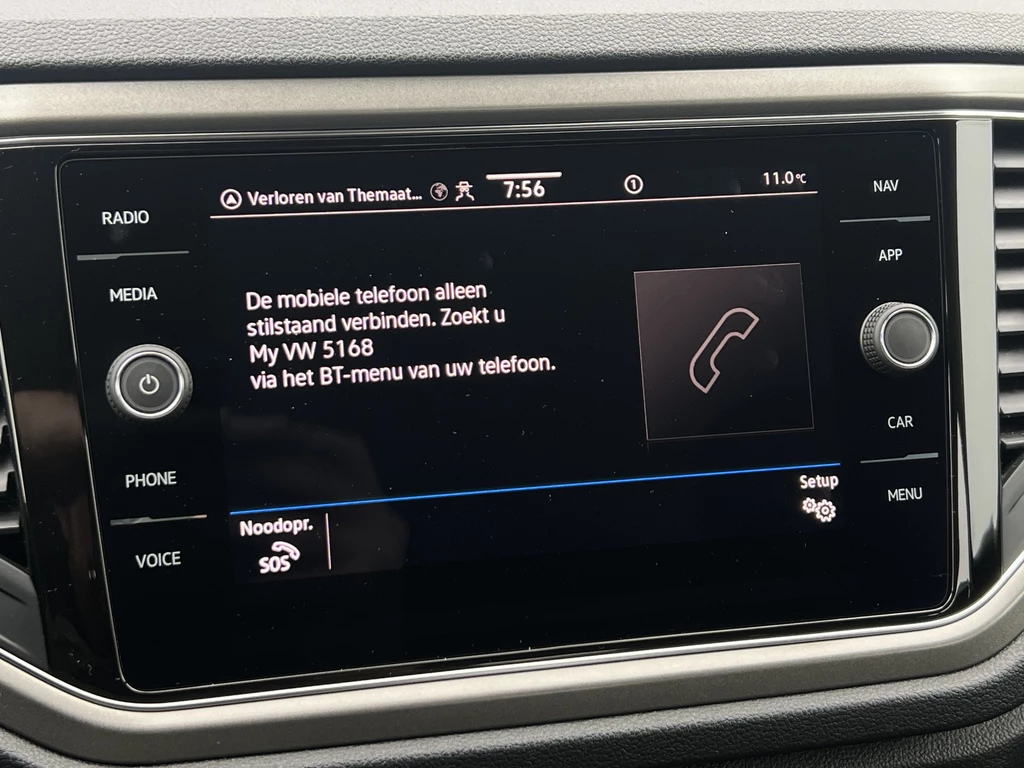 RADIO
MEDIA
PHONE
VOICE
Verloren van Themaat...
7:56
1
11.0°C
De mobiele telefoon alleen
stilstaand verbinden. Zoekt u
My VW 5168
via het BT-menu van uw telefoon.
Noodopr.
SOS
Setup
NAV
APP
CAR
MENU